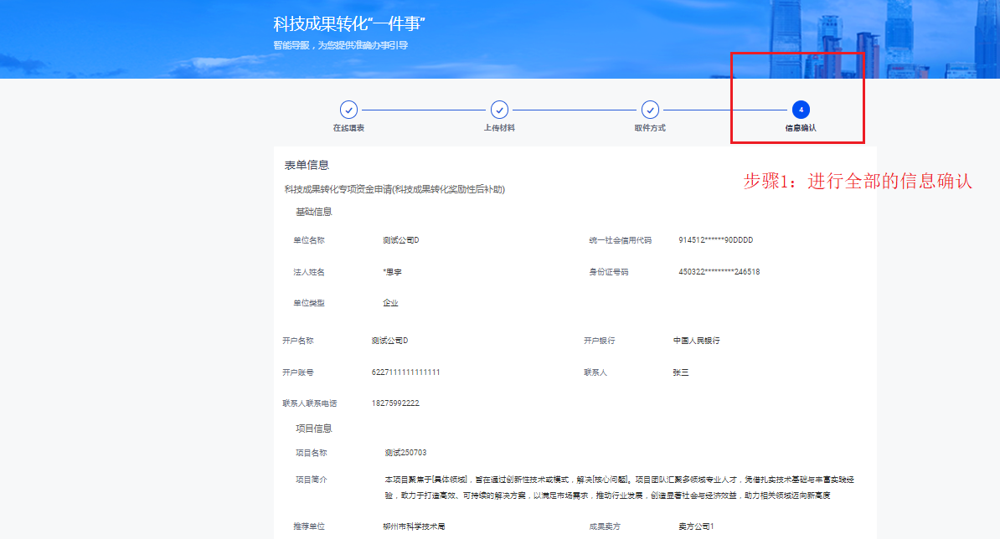 科技成果转化“一件事”
智能导服，为您提供准确办事引导
4
在线填表 上传材料 取件方式 信息确认
表单信息
步骤1：进行全部的信息确认
科技成果转化专项资金申请(科技成果转化奖励性后补助)
基础信息
单位名称 测试公司D 统一社会信用代码 914512******90DDDD
法人姓名 *思宇 身份证号码 450322*********246518
单位类型 企业
开户名称 测试公司D 开户银行 中国人民银行
开户账号 6227111111111111 联系人 张三
联系人联系电话 18275992222
项目信息
项目名称 测试250703
项目简介 本项目聚焦于[具体领域]，旨在通过创新性技术或模式，解决[核心问题]。项目团队汇聚多领域专业人才，凭借扎实技术基础与丰富实践经
验，致力于打造高效、可持续的解决方案，以满足市场需求，推动行业发展，创造显著社会与经济效益，助力相关领域迈向新高度
推荐单位 柳州市科学技术局 成果卖方 卖方公司1